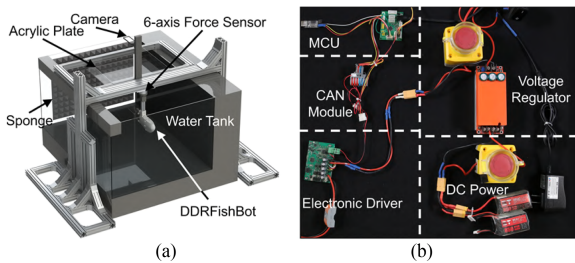 Camera
6-axis Force Sensor
Acrylic Plate
Sponge
Water Tank
DDRFishBot
(a)
MCU
CAN
Module
Electronic Driver
Voltage
Regulator
DC Power
(b)